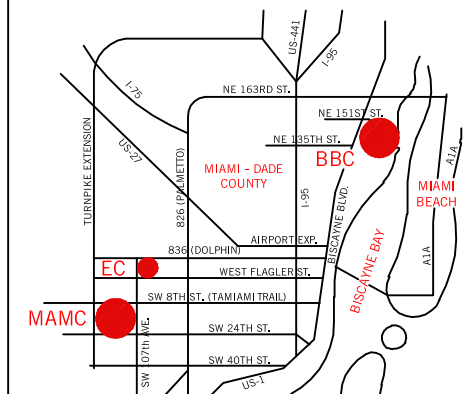 US-441
I-95
I-75
NE 163RD ST.
NE 151ST ST.
NE 135TH ST.
BBC
TURNPIKE EXTENSION
US-27
826 (PALMETTO)
MIAMI - DADE
COUNTY
I-95
BISCAYNE BLVD.
A1A
MIAMI
BEACH
A1A
BISCAYNE BAY
AIRPORT EXP.
836 (DOLPHIN)
EC
WEST FLAGLER ST.
SW 8TH ST. (TAMIAMI TRAIL)
MAMC
SW 24TH ST.
SW 107th AVE.
SW 40TH ST.
US-1